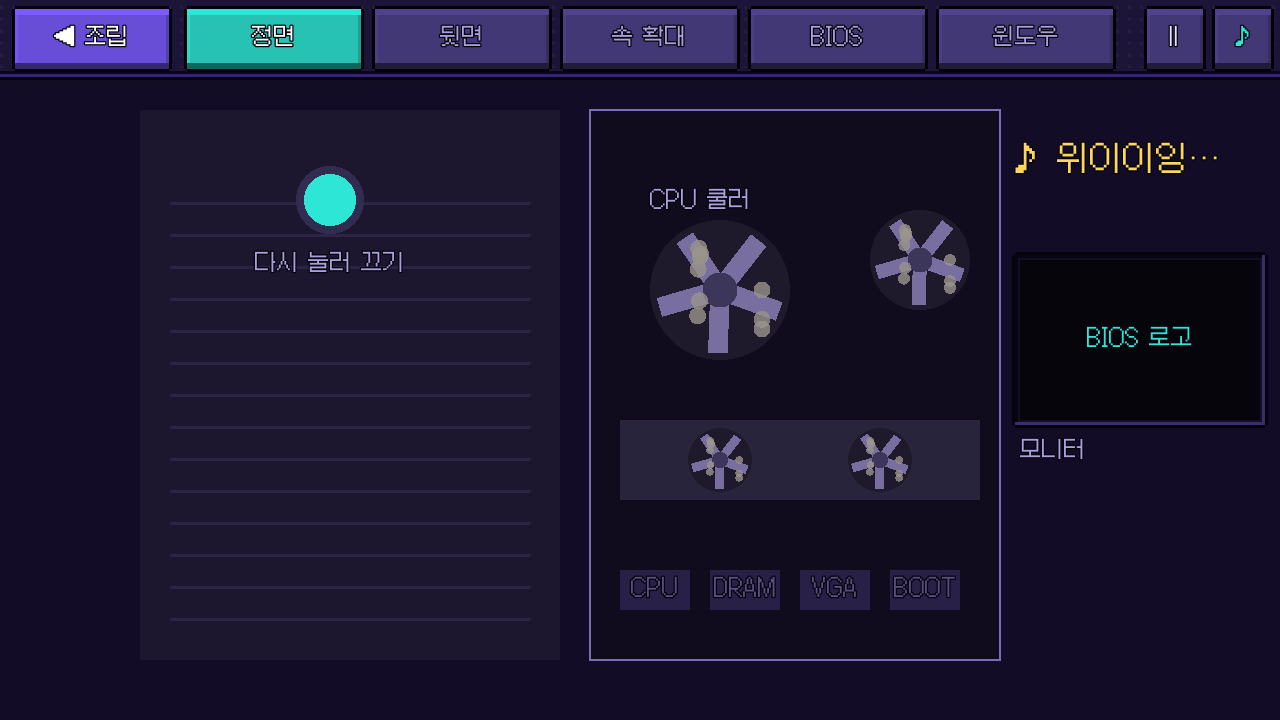 ◀ 조립
정면
뒷면
속 확대
BIOS
윈도우
||
♪
♪ 위이이잉…
CPU 쿨러
다시 눌러 끄기
BIOS 로고
모니터
CPU
DRAM
VGA
BOOT